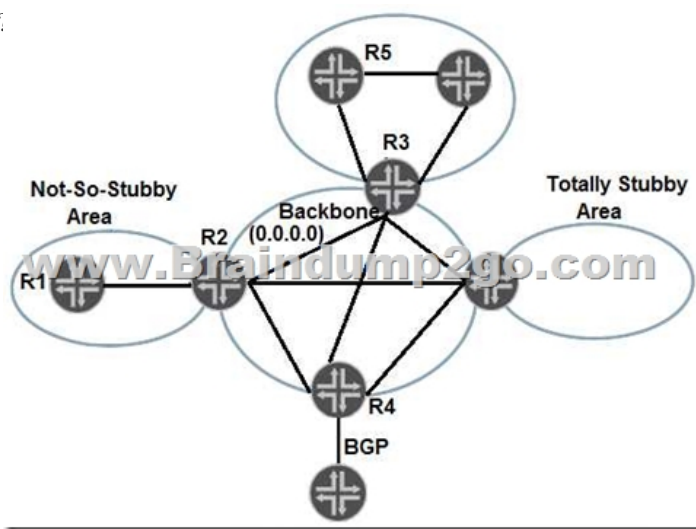 R5
R3
Not-So-Stubby
Area
Totally Stubby
Area
Backbone
(0.0.0.0)
R2
www.Braindump2go.com
R1
R4
BGP